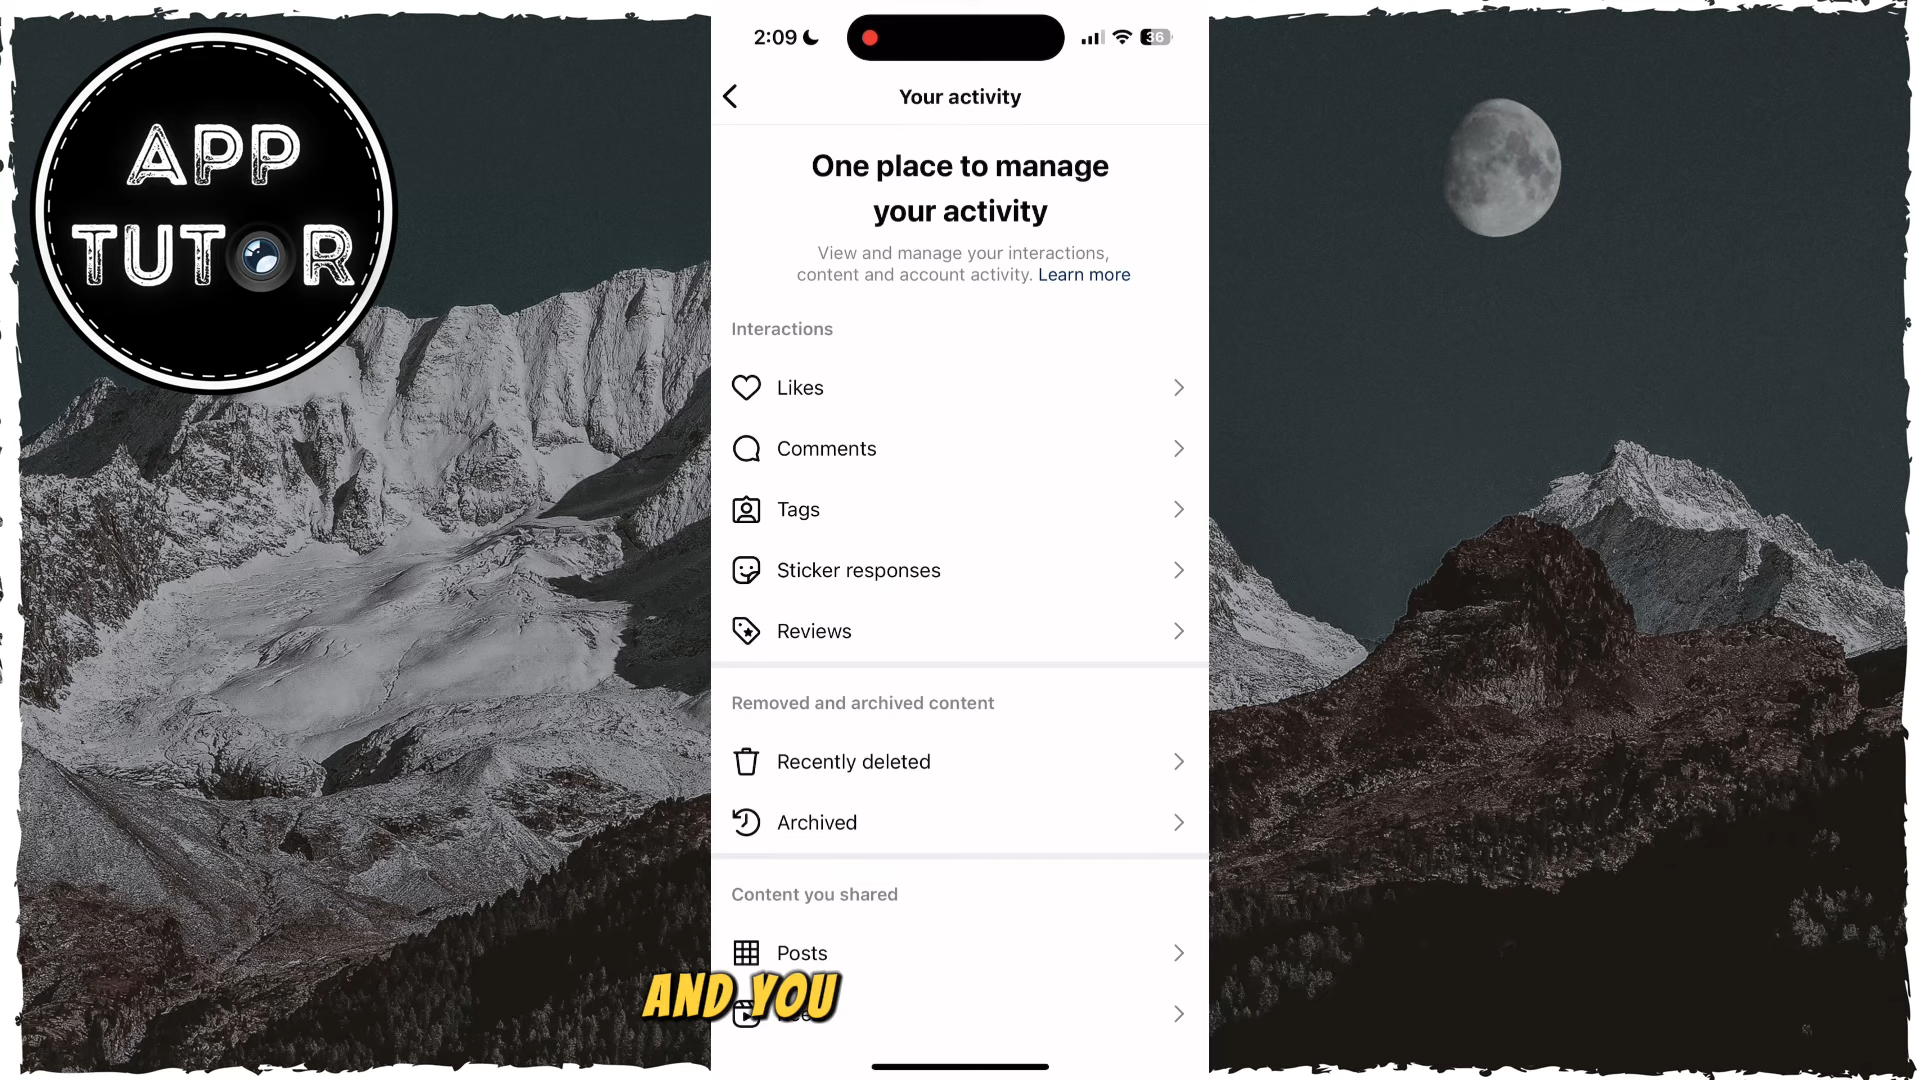 APP
TUTOR
2:09
36
Your activity
One place to manage
your activity
View and manage your interactions,
content and account activity. Learn more
Interactions
Likes
Comments
Tags
Sticker responses
Reviews
Removed and archived content
Recently deleted
Archived
Content you shared
Posts
AND YOU